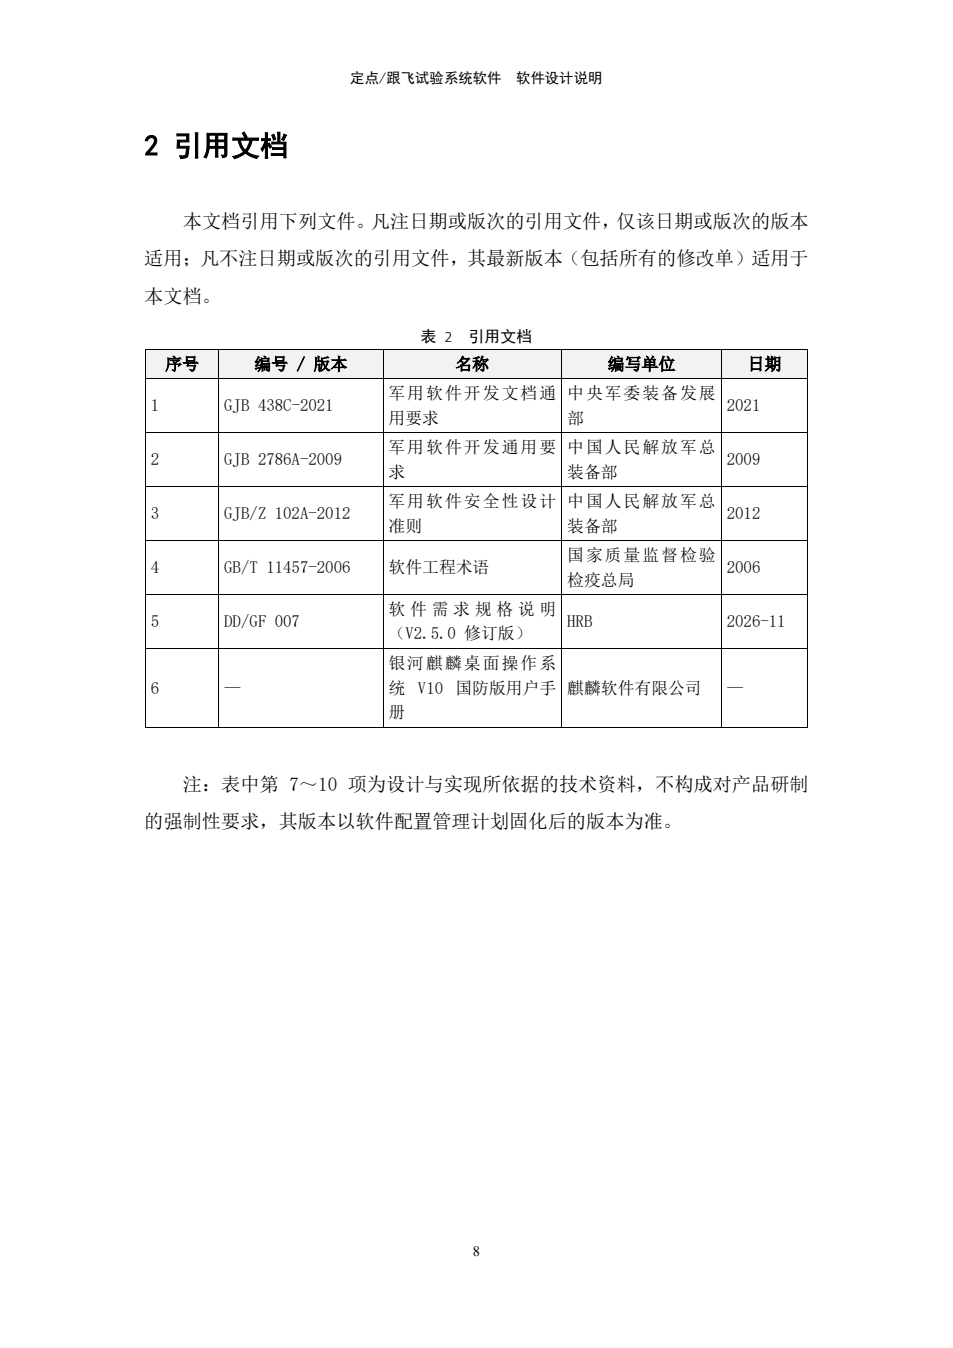 定点/跟飞试验系统软件　软件设计说明
2 引用文档
本文档引用下列文件。凡注日期或版次的引用文件，仅该日期或版次的版本
适用；凡不注日期或版次的引用文件，其最新版本（包括所有的修改单）适用于
本文档。
表 2　引用文档
序号 编号 / 版本 名称 编写单位 日期
1 GJB 438C-2021 军用软件开发文档通 中央军委装备发展 2021
用要求 部
2 GJB 2786A-2009 军用软件开发通用要 中国人民解放军总 2009
求 装备部
3 GJB/Z 102A-2012 军用软件安全性设计 中国人民解放军总 2012
准则 装备部
4 GB/T 11457-2006 软件工程术语 国家质量监督检验 2006
检疫总局
5 DD/GF 007 软件需求规格说明 HRB 2026-11
（V2.5.0 修订版）
6 — 银河麒麟桌面操作系 麒麟软件有限公司 —
统 V10 国防版用户手
册
注：表中第 7～10 项为设计与实现所依据的技术资料，不构成对产品研制
的强制性要求，其版本以软件配置管理计划固化后的版本为准。
8